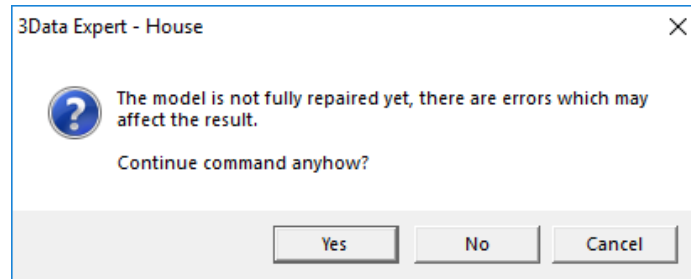 3Data Expert - House
The model is not fully repaired yet, there are errors which may
affect the result.
Continue command anyhow?
Yes
No
Cancel